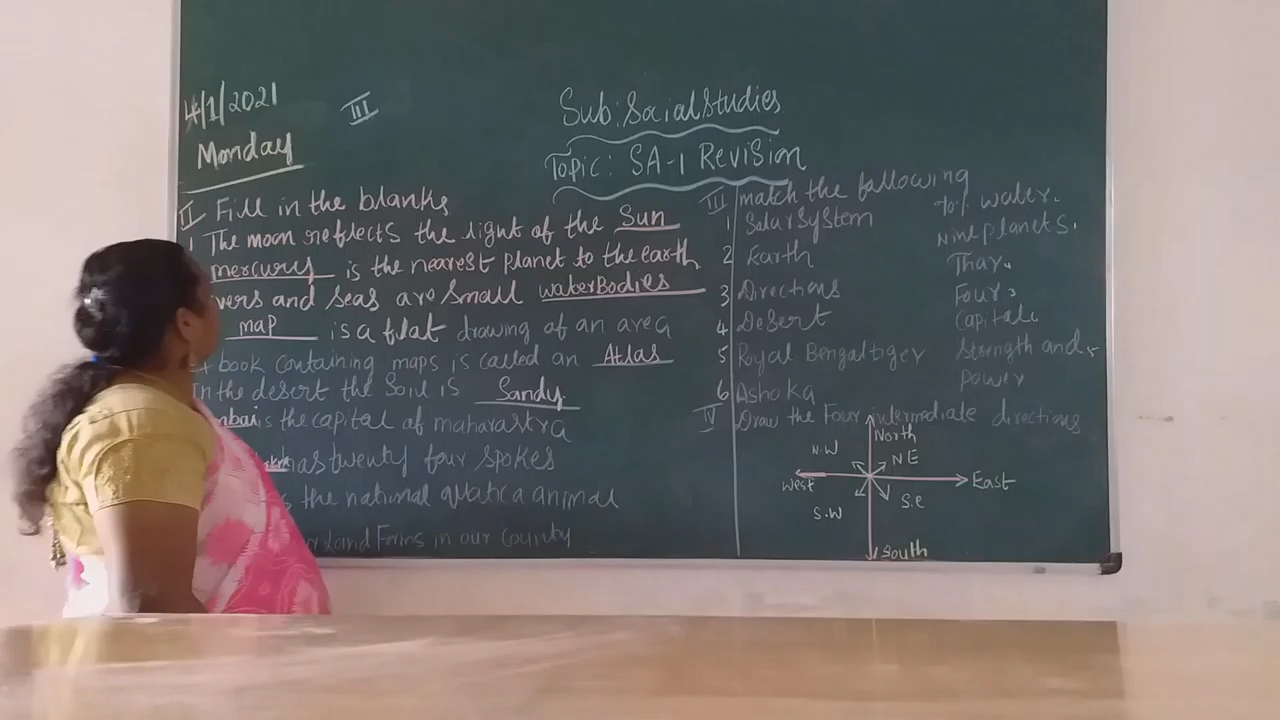 4/1/2021
III
Monday
Sub: Social Studies
Topic: SA-1 Revision
II Fill in the blanks
1 The moon reflects the light of the Sun
mercury is the nearest planet to the earth
vers and seas are small waterBodies
map is a flat drawing of an area
book containing maps is called an Atlas
In the desert the Soil is Sandy
mbai is the capital of maharastra
has twenty four spokes
s the national aquatica animal
Land Forms in our country
III match the following
1 Solar System 70% water.
2 Earth Nine planets.
3 Directions Thar
4 Desert Four
5 Royal Bengal tiger Capital
6 Ashoka Strength and
power
IV Draw the Four intermediate directions
North
N.W NE
West East
S.W S.E
South